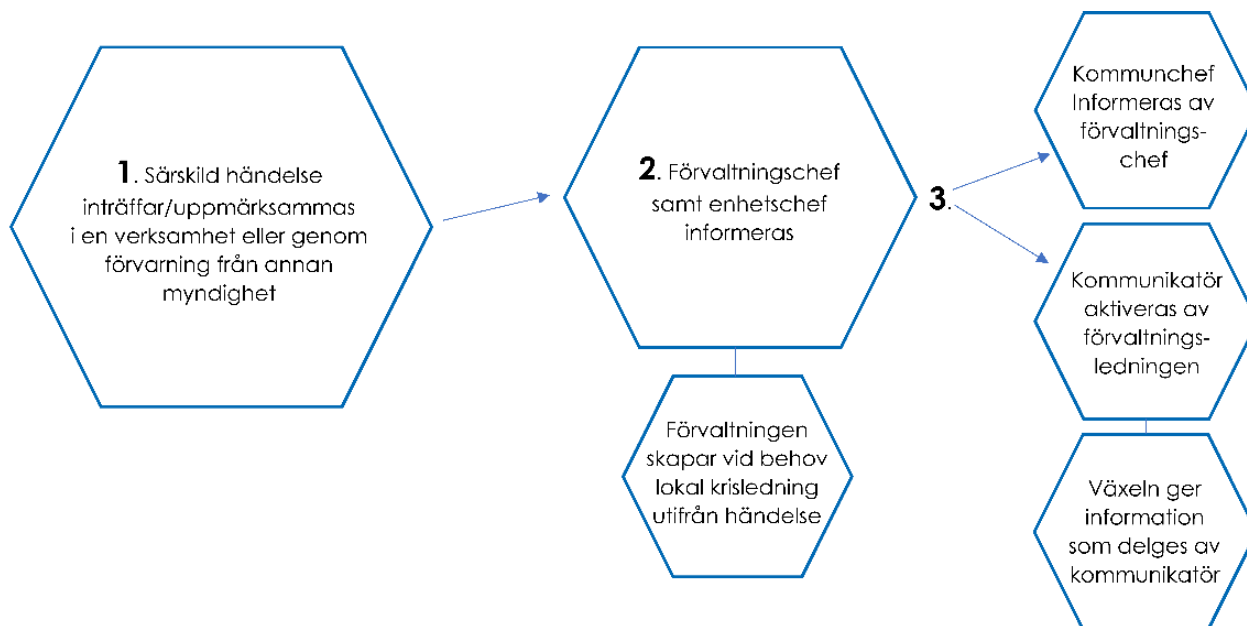 1. Särskild händelse
inträffar/uppmärksammas
i en verksamhet eller genom
förvarning från annan
myndighet
2. Förvaltningschef
samt enhetschef
informeras
Förvaltningen
skapar vid behov
lokal krisledning
utifrån händelse
3.
Kommunchef
Informeras av
förvaltnings-
chef
Kommunikatör
aktiveras av
förvaltnings-
ledningen
Växeln ger
information
som delges av
kommunikatör